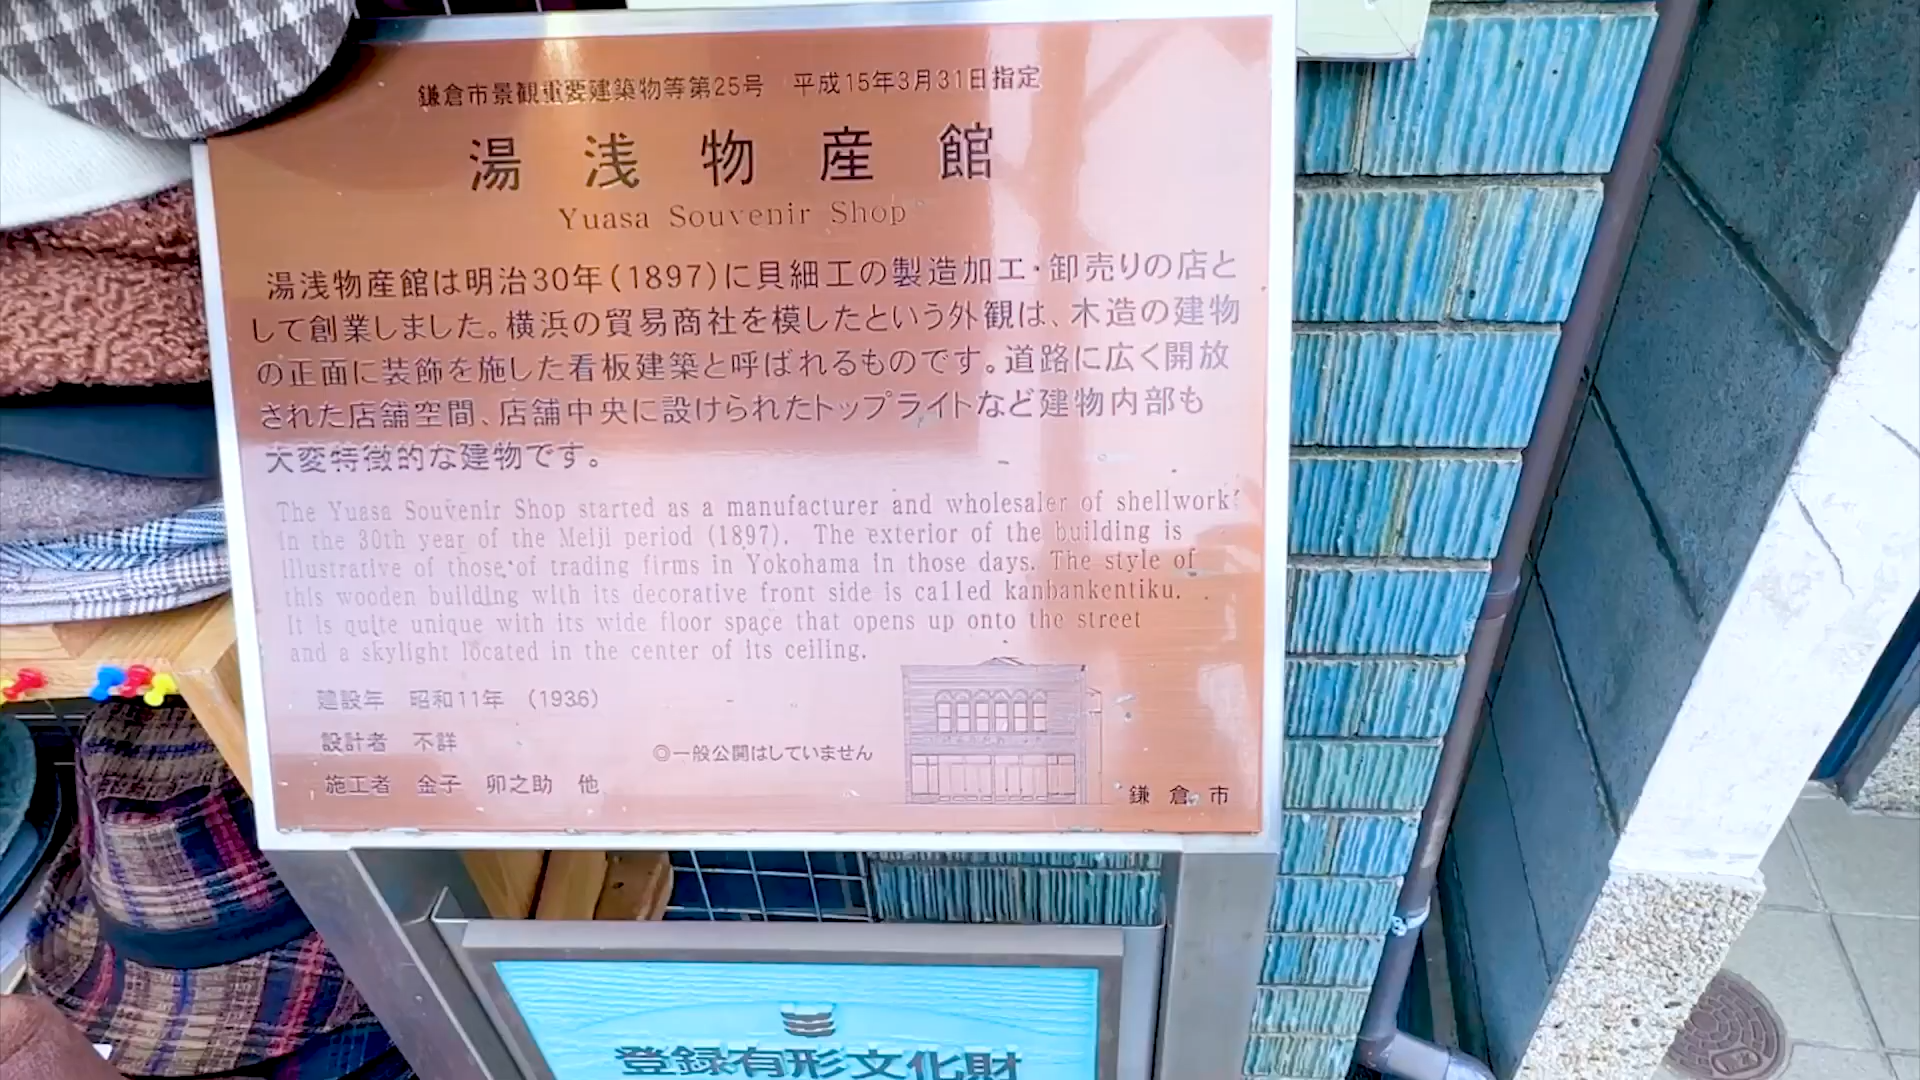 鎌倉市景観重要建築物等第25号　平成15年3月31日指定
湯浅物産館
Yuasa Souvenir Shop
湯浅物産館は明治30年(1897)に貝細工の製造加工・卸売りの店と
して創業しました。横浜の貿易商社を模したという外観は、木造の建物
の正面に装飾を施した看板建築と呼ばれるものです。道路に広く開放
された店舗空間、店舗中央に設けられたトップライトなど建物内部も
大変特徴的な建物です。
The Yuasa Souvenir Shop started as a manufacturer and wholesaler of shellwork
in the 30th year of the Meiji period (1897). The exterior of the building is
illustrative of those of trading firms in Yokohama in those days. The style of
this wooden building with its decorative front side is called kanbankentiku.
It is quite unique with its wide floor space that opens up onto the street
and a skylight located in the center of its ceiling.
建設年　昭和11年　(1936)
設計者　不詳
◎一般公開はしていません
施工者　金子　卯之助　他
鎌倉市
登録有形文化財